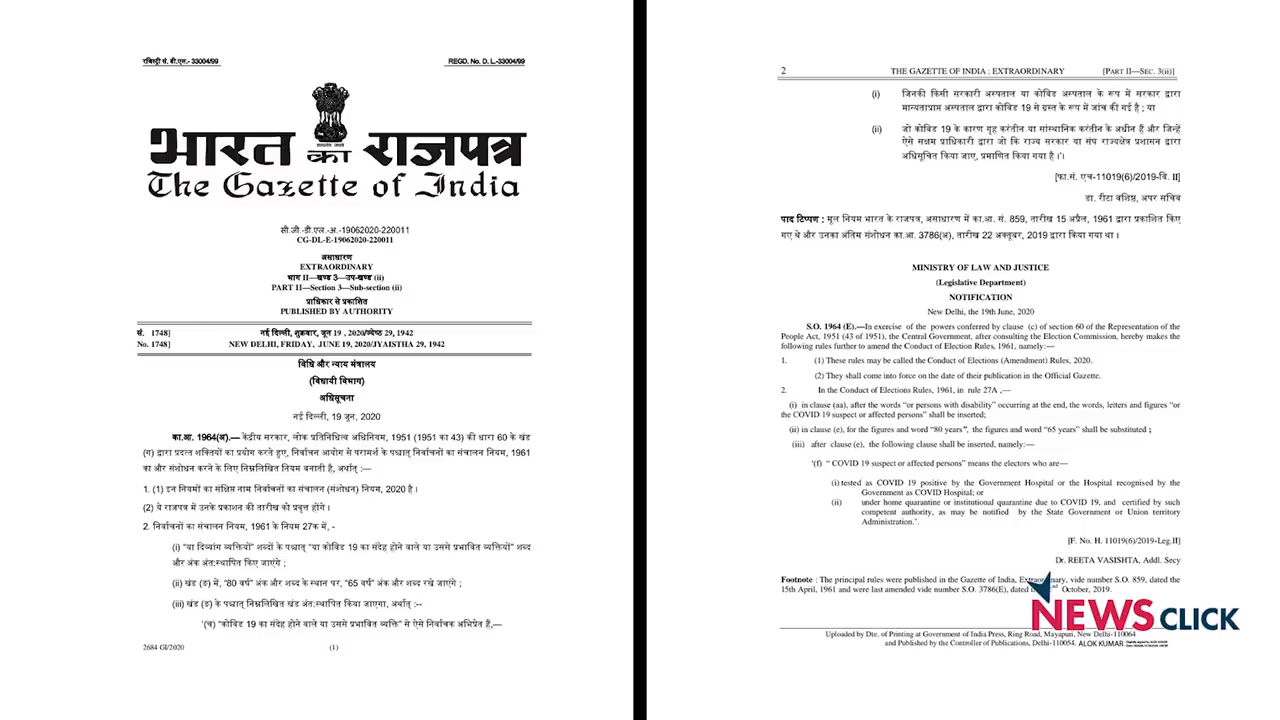 रजिस्ट्री सं. डी.एल.- 33004/99
REGD. No. D. L.-33004/99
भारत का राजपत्र
The Gazette of India
सी.जी.-डी.एल.-अ.-19062020-220011
CG-DL-E-19062020-220011
असाधारण
EXTRAORDINARY
भाग II—खण्ड 3—उप-खण्ड (ii)
PART II—Section 3—Sub-section (ii)
प्राधिकार से प्रकाशित
PUBLISHED BY AUTHORITY
सं. 1748] नई दिल्ली, शुक्रवार, जून 19 , 2020/ज्येष्ठ 29, 1942
No. 1748] NEW DELHI, FRIDAY, JUNE 19, 2020/JYAISTHA 29, 1942
विधि और न्याय मंत्रालय
(विधायी विभाग)
अधिसूचना
नई दिल्ली, 19 जून, 2020
का.आ. 1964(अ).— केंद्रीय सरकार, लोक प्रतिनिधित्व अधिनियम, 1951 (1951 का 43) की धारा 60 के खंड
(ग) द्वारा प्रदत्त शक्तियों का प्रयोग करते हुए, निर्वाचन आयोग से परामर्श के पश्चात् निर्वाचनों का संचालन नियम, 1961
का और संशोधन करने के लिए निम्नलिखित नियम बनाती है, अर्थात् :—
1. (1) इन नियमों का संक्षिप्त नाम निर्वाचनों का संचालन (संशोधन) नियम, 2020 है ।
(2) ये राजपत्र में उनके प्रकाशन की तारीख को प्रवृत्त होंगे ।
2. निर्वाचनों का संचालन नियम, 1961 के नियम 27क में, -
(i) "या दिव्यांग व्यक्तियों" शब्दों के पश्चात् "या कोविड 19 का संदेह होने वाले या उससे प्रभावित व्यक्तियों" शब्द
और अंक अंत:स्थापित किए जाएंगे ;
(ii) खंड (ङ) में, "80 वर्ष" अंक और शब्द के स्थान पर, "65 वर्ष" अंक और शब्द रखे जाएंगे ;
(iii) खंड (ङ) के पश्चात् निम्नलिखित खंड अंत:स्थापित किया जाएगा, अर्थात् :--
'(च) "कोविड 19 का संदेह होने वाले या उससे प्रभावित व्यक्ति" से ऐसे निर्वाचक अभिप्रेत हैं,—
2684 GI/2020 (1)
2 THE GAZETTE OF INDIA : EXTRAORDINARY [PART II—SEC. 3(ii)]
(i) जिनकी किसी सरकारी अस्पताल या कोविड अस्पताल के रूप में सरकार द्वारा
मान्यताप्राप्त अस्पताल द्वारा कोविड 19 से ग्रस्त के रूप में जांच की गई है ; या
(ii) जो कोविड 19 के कारण गृह करंतीन या सांस्थानिक करंतीन के अधीन हैं और जिन्हें
ऐसे सक्षम प्राधिकारी द्वारा जो कि राज्य सरकार या संघ राज्यक्षेत्र प्रशासन द्वारा
अधिसूचित किया जाए, प्रमाणित किया गया है ।'।
[फा.सं. एच-11019(6)/2019-वि. II]
डा. रीटा वशिष्ठ, अपर सचिव
पाद टिप्पण : मूल नियम भारत के राजपत्र, असाधारण में का.आ. सं. 859, तारीख 15 अप्रैल, 1961 द्वारा प्रकाशित किए
गए थे और उनका अंतिम संशोधन का.आ. 3786(अ), तारीख 22 अक्तूबर, 2019 द्वारा किया गया था ।
MINISTRY OF LAW AND JUSTICE
(Legislative Department)
NOTIFICATION
New Delhi, the 19th June, 2020
S.O. 1964 (E).—In exercise of the powers conferred by clause (c) of section 60 of the Representation of the
People Act, 1951 (43 of 1951), the Central Government, after consulting the Election Commission, hereby makes the
following rules further to amend the Conduct of Election Rules, 1961, namely:—
1. (1) These rules may be called the Conduct of Elections (Amendment) Rules, 2020.
(2) They shall come into force on the date of their publication in the Official Gazette.
2. In the Conduct of Elections Rules, 1961, in rule 27A ,—
(i) in clause (aa), after the words "or persons with disability" occurring at the end, the words, letters and figures "or
the COVID 19 suspect or affected persons" shall be inserted;
(ii) in clause (e), for the figures and word "80 years", the figures and word "65 years" shall be substituted ;
(iii) after clause (e), the following clause shall be inserted, namely:—
'(f) " COVID 19 suspect or affected persons" means the electors who are—
(i) tested as COVID 19 positive by the Government Hospital or the Hospital recognised by the
Government as COVID Hospital; or
(ii) under home quarantine or institutional quarantine due to COVID 19, and certified by such
competent authority, as may be notified by the State Government or Union territory
Administration.'.
[F. No. H. 11019(6)/2019-Leg.II]
Dr. REETA VASISHTA, Addl. Secy
Footnote : The principal rules were published in the Gazette of India, Extraordinary, vide number S.O. 859, dated the
15th April, 1961 and were last amended vide number S.O. 3786(E), dated nd October, 2019.
NEWSCLICK
Uploaded by Dte. of Printing at Government of India Press, Ring Road, Mayapuri, New Delhi-110064
and Published by the Controller of Publications, Delhi-110054. ALOK KUMAR